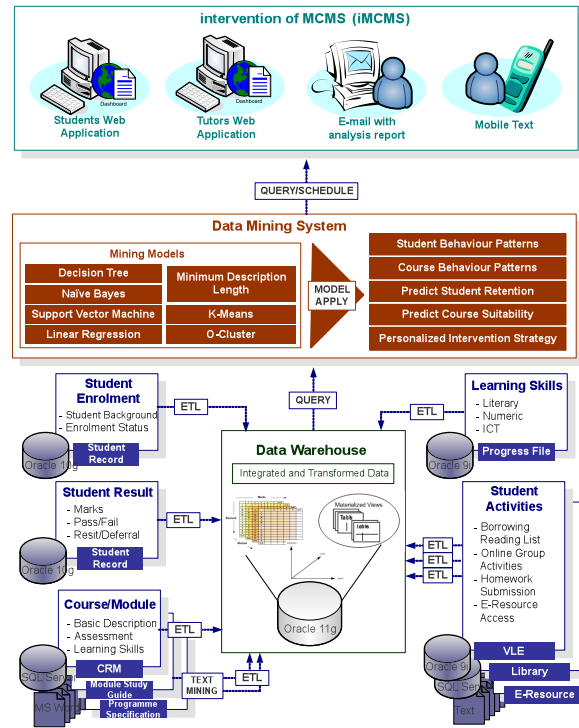 intervention of MCMS (iMCMS)
Dashboard
Students Web
Application
Dashboard
Tutors Web
Application
E-mail with
analysis report
Mobile Text
QUERY/SCHEDULE
Data Mining System
Mining Models
Decision Tree
Naïve Bayes
Support Vector Machine
Linear Regression
Minimum Description
Length
K-Means
O-Cluster
MODEL
APPLY
Student Behaviour Patterns
Course Behaviour Patterns
Predict Student Retention
Predict Course Suitability
Personalized Intervention Strategy
Student
Enrolment
- Student Background
- Enrolment Status
Student
Record
Oracle 10g
ETL
QUERY
Learning Skills
- Literary
- Numeric
- ICT
Progress File
Oracle 9i
ETL
Data Warehouse
Integrated and Transformed Data
Marks
Student
Module
Materialized Views
Table
Table
Oracle 11g
Student Result
- Marks
- Pass/Fail
- Resit/Deferral
Student
Record
Oracle 10g
ETL
Student
Activities
- Borrowing
Reading List
- Online Group
Activities
- Homework
Submission
- E-Resource
Access
ETL
ETL
ETL
VLE
Oracle 9i
Library
SQL Server
E-Resource
Text
Course/Module
- Basic Description
- Assessment
- Learning Skills
CRM
SQL Server
ETL
Module Study
Guide
MS Word
Programme
Specification
TEXT
MINING
ETL